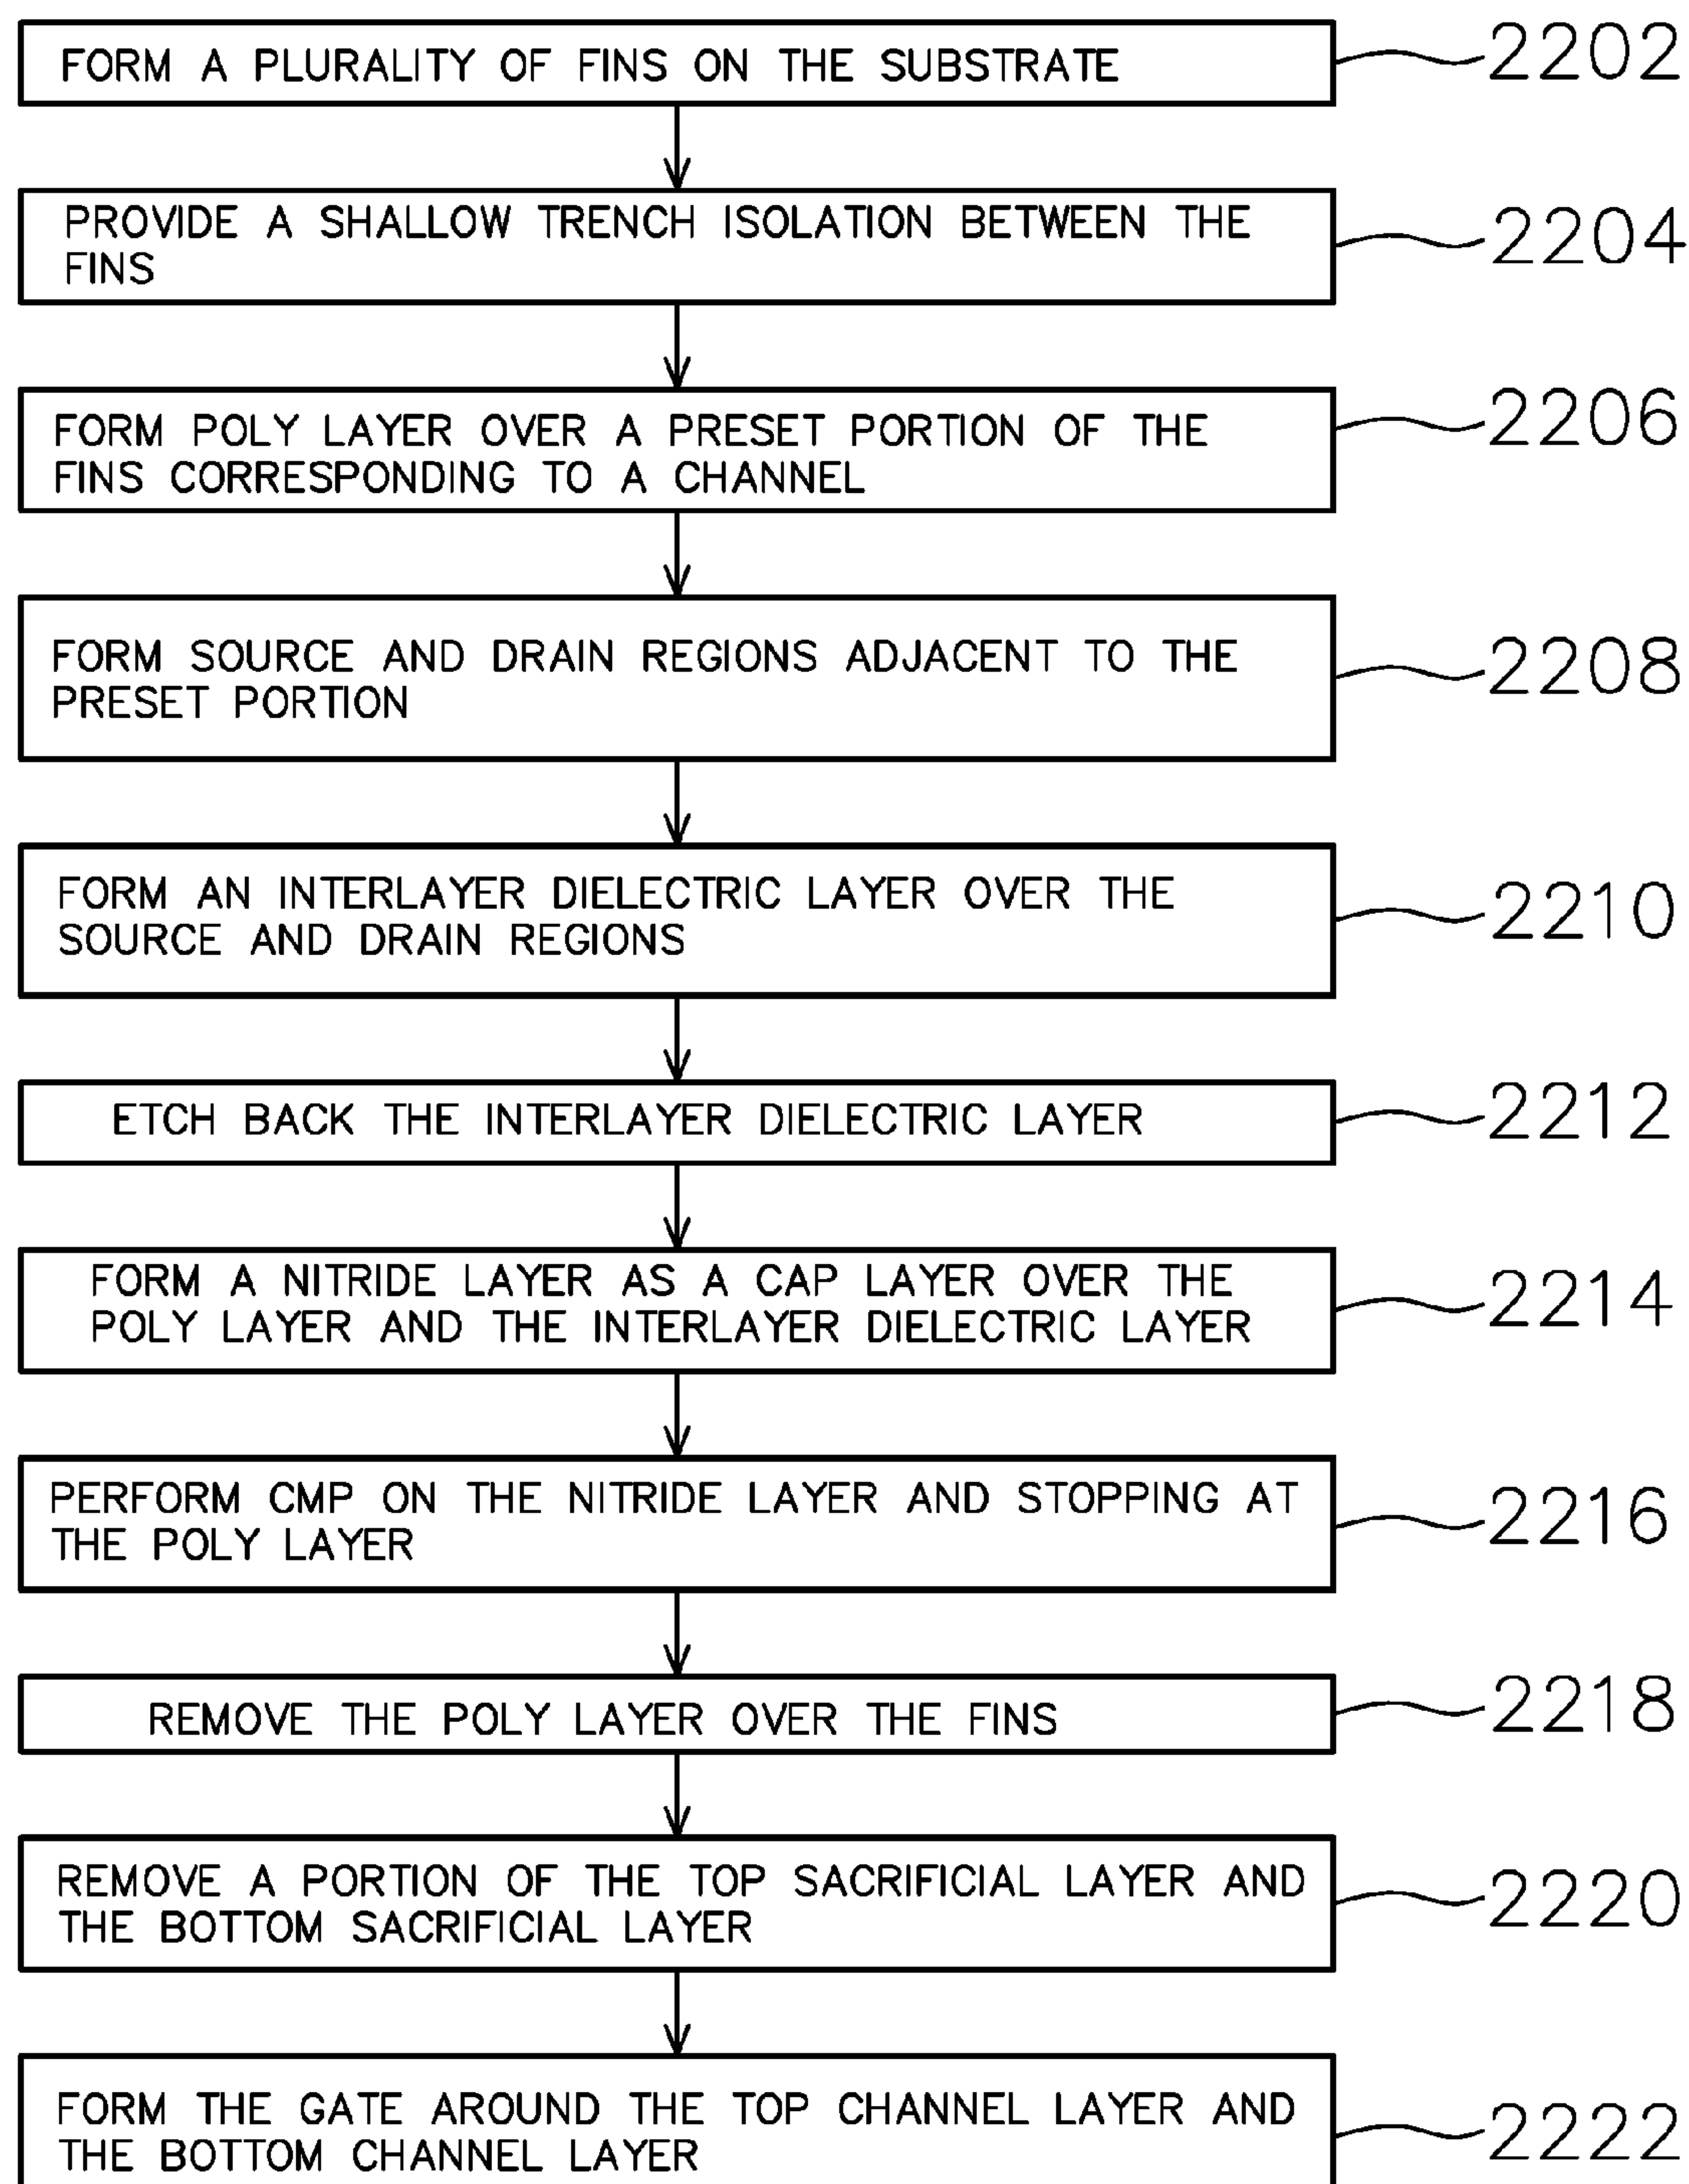 FORM A PLURALITY OF FINS ON THE SUBSTRATE
2202
PROVIDE A SHALLOW TRENCH ISOLATION BETWEEN THE
FINS
2204
FORM POLY LAYER OVER A PRESET PORTION OF THE
FINS CORRESPONDING TO A CHANNEL
2206
FORM SOURCE AND DRAIN REGIONS ADJACENT TO THE
PRESET PORTION
2208
FORM AN INTERLAYER DIELECTRIC LAYER OVER THE
SOURCE AND DRAIN REGIONS
2210
ETCH BACK THE INTERLAYER DIELECTRIC LAYER
2212
FORM A NITRIDE LAYER AS A CAP LAYER OVER THE
POLY LAYER AND THE INTERLAYER DIELECTRIC LAYER
2214
PERFORM CMP ON THE NITRIDE LAYER AND STOPPING AT
THE POLY LAYER
2216
REMOVE THE POLY LAYER OVER THE FINS
2218
REMOVE A PORTION OF THE TOP SACRIFICIAL LAYER AND
THE BOTTOM SACRIFICIAL LAYER
2220
FORM THE GATE AROUND THE TOP CHANNEL LAYER AND
THE BOTTOM CHANNEL LAYER
2222